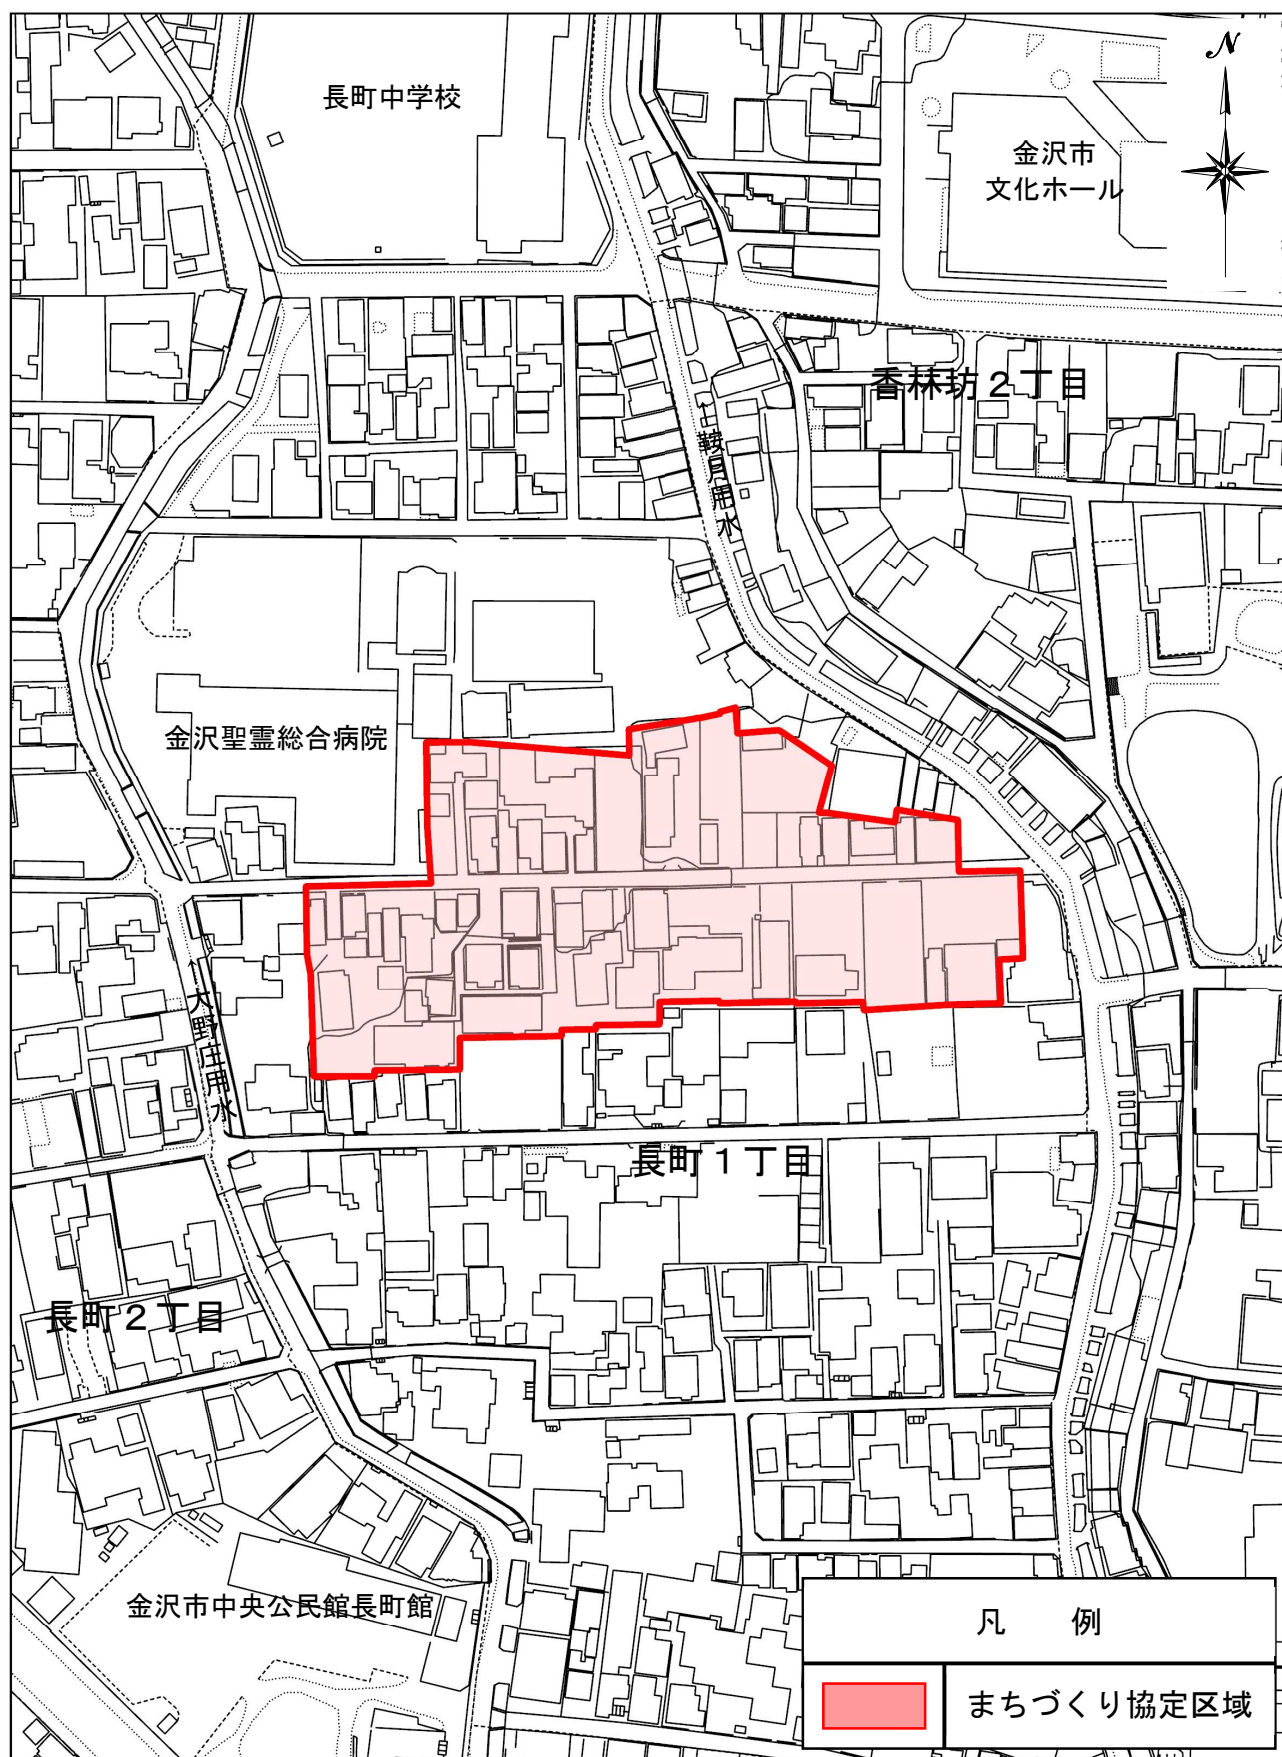 長町中学校
N
金沢市
文化ホール
香林坊2丁目
←鞍月用水
金沢聖霊総合病院
←大野庄用水
長町1丁目
長町2丁目
金沢市中央公民館長町館
凡 例
まちづくり協定区域